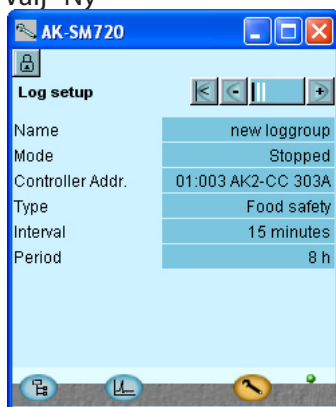 Välj "Ny"
AK-SM720
Log setup
Name new loggroup
Mode Stopped
Controller Addr. 01:003 AK2-CC 303A
Type Food safety
Interval 15 minutes
Period 8 h